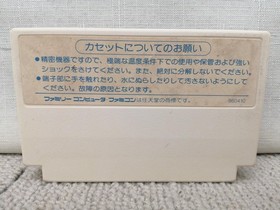 カセットについてのお願い
●精密機器ですので、極端な温度条件下での使用や保管および強い
ショックをさけてください。また、絶対に分解しないでください。
●端子部に手を触れたり、水にぬらしたりして汚さないようにして
ください。故障の原因となります。
ファミリーコンピュータ ファミコンは任天堂の商標です。